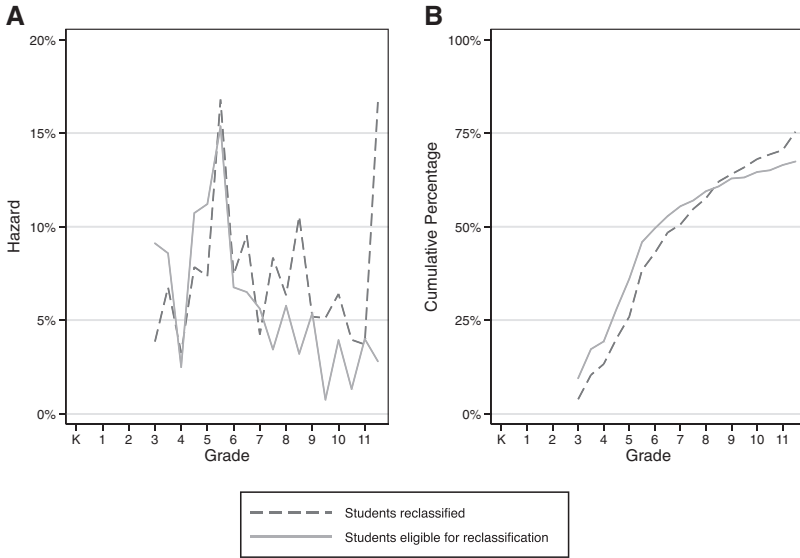 A
20%
15%
10%
5%
0%
Hazard
K 1 2 3 4 5 6 7 8 9 10 11
Grade
B
100%
75%
50%
25%
0%
Cumulative Percentage
K 1 2 3 4 5 6 7 8 9 10 11
Grade
Students reclassified
Students eligible for reclassification